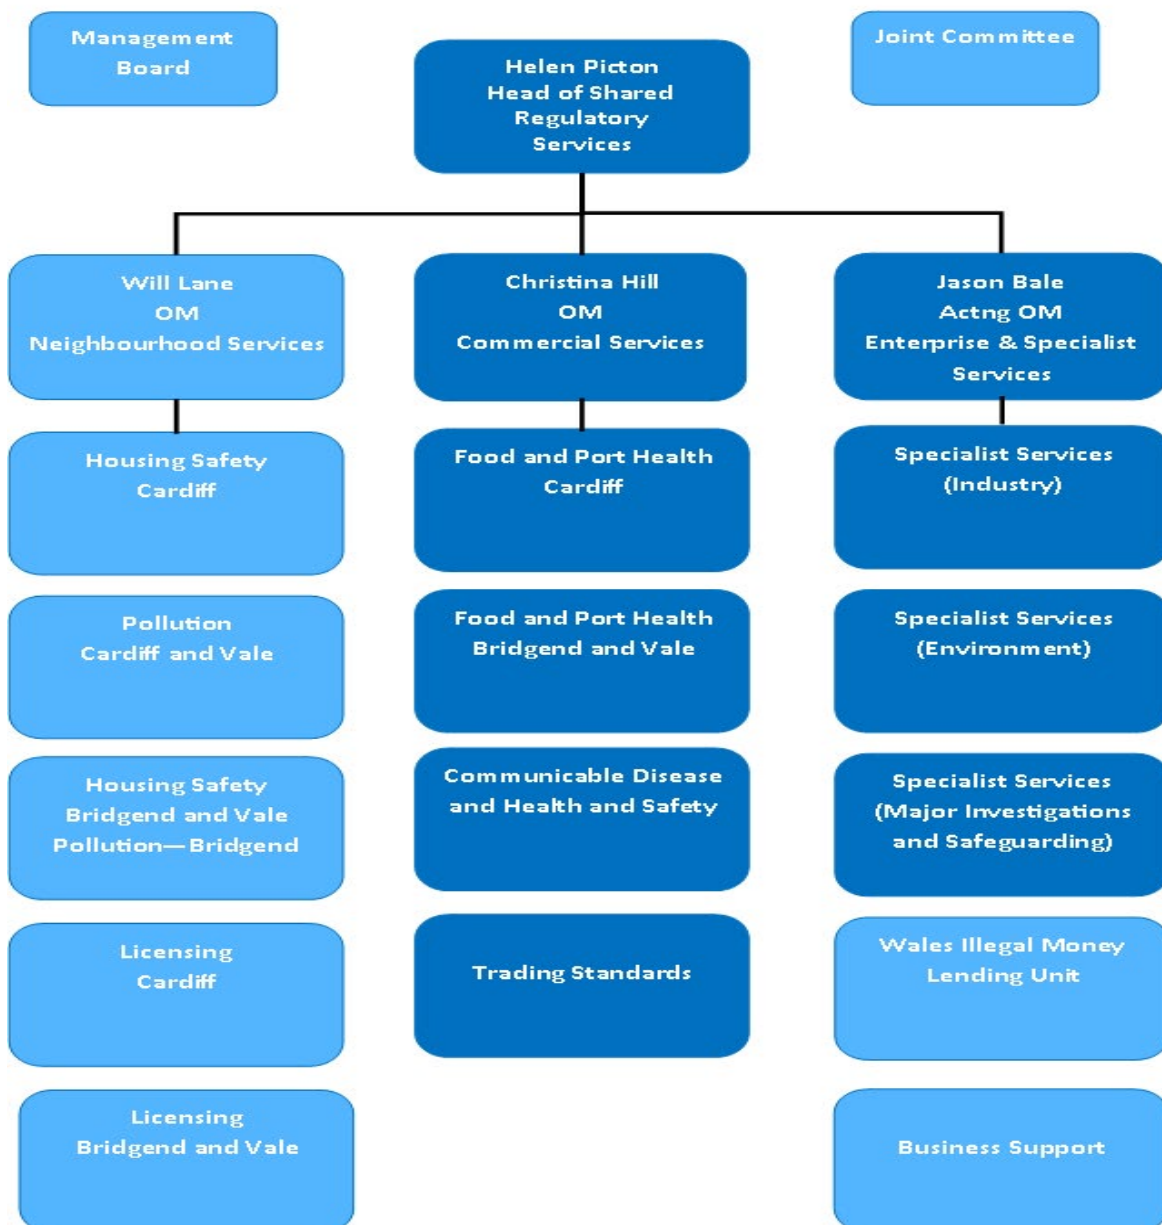 Management
Board
Helen Picton
Head of Shared
Regulatory
Services
Joint Committee
Will Lane
OM
Neighbourhood Services
Christina Hill
OM
Commercial Services
Jason Bale
Actng OM
Enterprise & Specialist
Services
Housing Safety
Cardiff
Food and Port Health
Cardiff
Specialist Services
(Industry)
Pollution
Cardiff and Vale
Food and Port Health
Bridgend and Vale
Specialist Services
(Environment)
Housing Safety
Bridgend and Vale
Pollution—Bridgend
Communicable Disease
and Health and Safety
Specialist Services
(Major Investigations
and Safeguarding)
Licensing
Cardiff
Trading Standards
Wales Illegal Money
Lending Unit
Licensing
Bridgend and Vale
Business Support